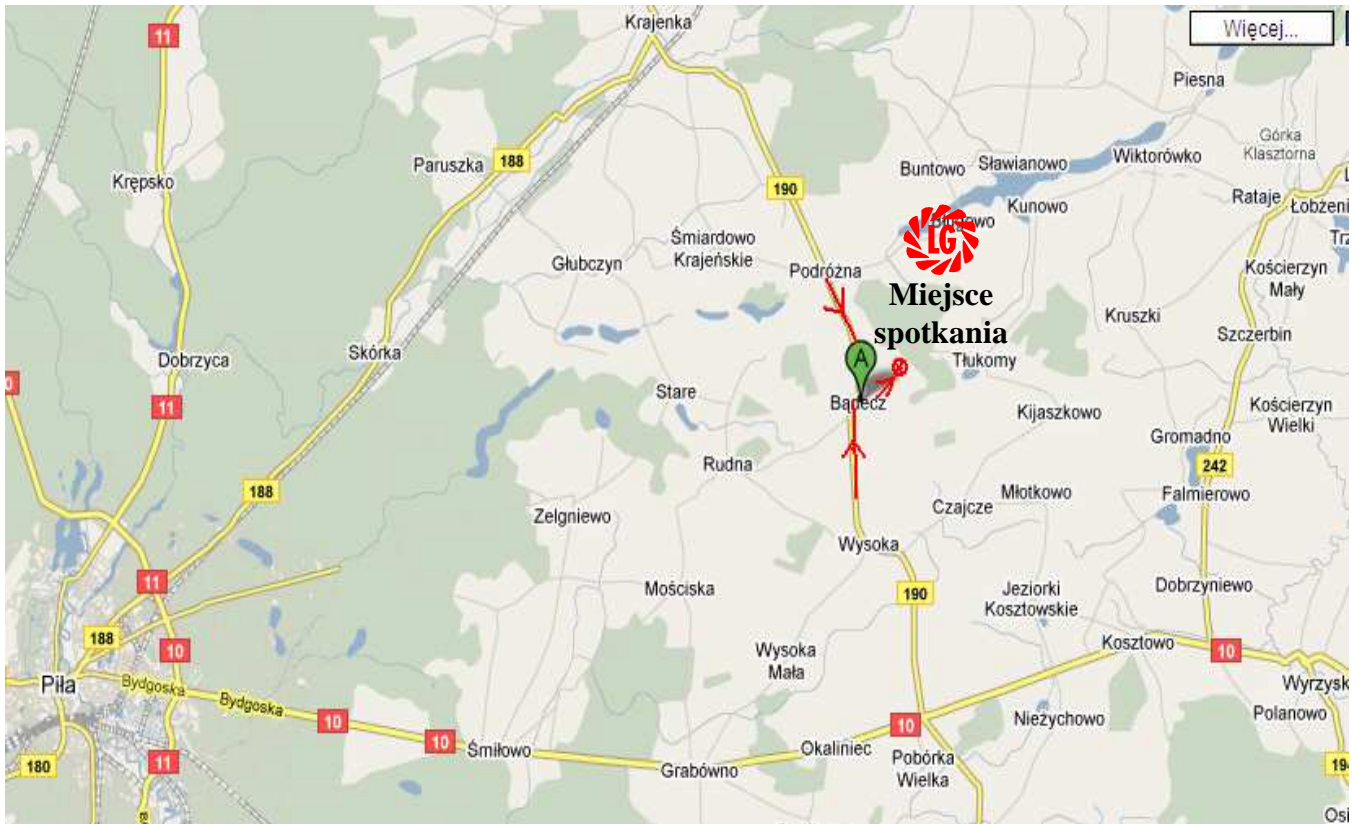 Krajenka
Więcej...
11
Piesna
Górka
Klasztorna
188
Paruszka
Krępsko
190
Buntowo
Sławianowo
Wiktorówko
Rataje
Kunowo
LG
Śmiardowo
Krajeńskie
Głubczyn
Podróżna
Miejsce
spotkania
Kościerzyn
Mały
Kruszki
Szczerbin
Dobrzyca
Skórka
A
Tłukomy
11
Stare
Bądecz
Kijaszkowo
Kościerzyn
Wielki
Gromadno
Rudna
242
188
Młotkowo
Falmierowo
Czajcze
Zelgniewo
Wysoka
11
Mościska
190
Jeziorki
Kosztowskie
Dobrzyniewo
188
10
Wysoka
Mała
Kosztowo
10
Piła
Bydgoska
Bydgoska
Wyrzysk
10
10
10
Nieżychowo
Polanowo
Śmiłowo
Okaliniec
Pobórka
Wielka
Grabówno
180
11